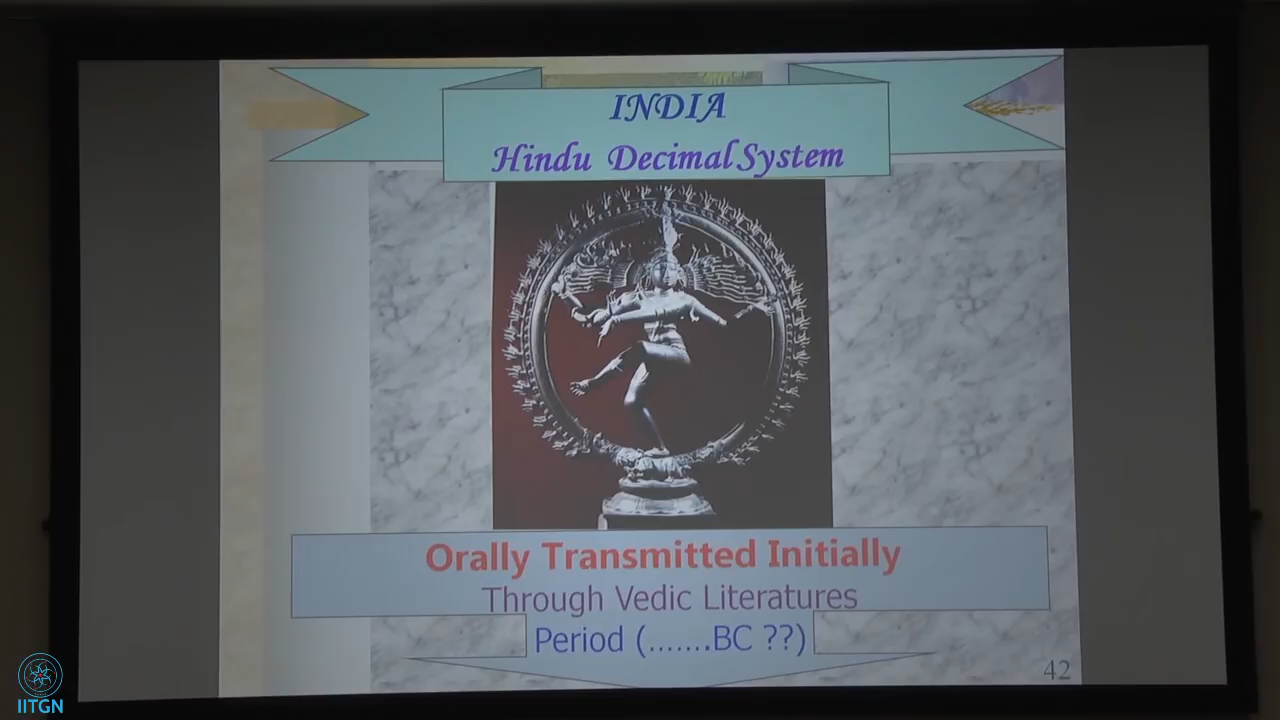 INDIA
Hindu Decimal System
Orally Transmitted Initially
Through Vedic Literatures
Period (.......BC ??)
42
IITGN